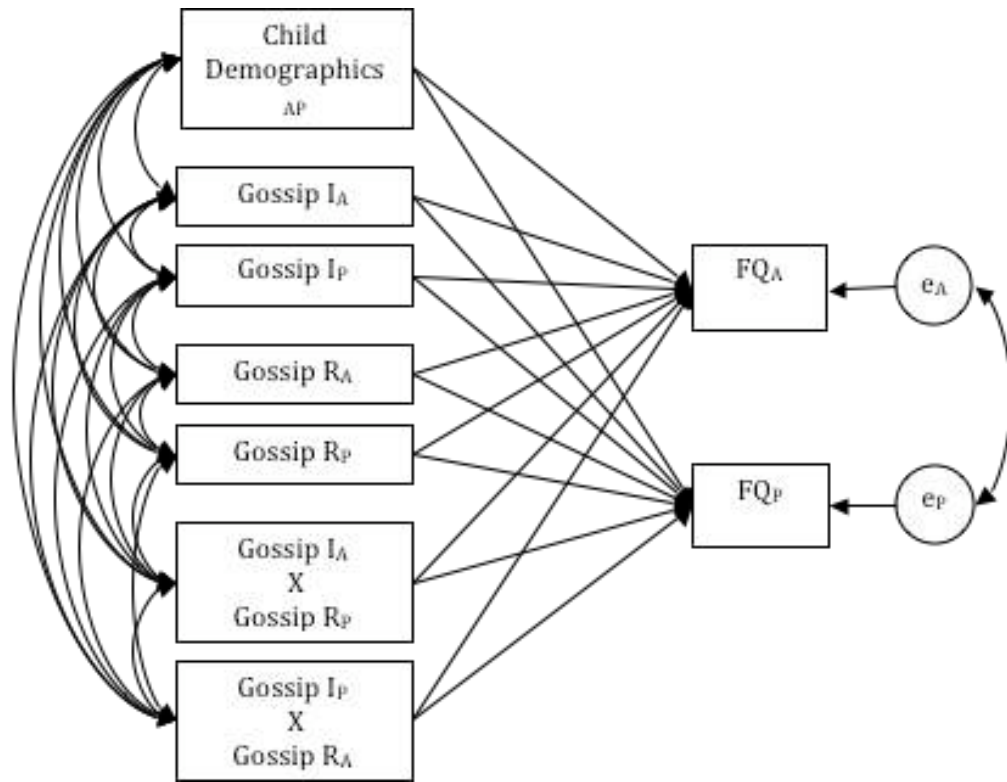 Child
Demographics
AP
Gossip IA
Gossip IP
Gossip RA
Gossip RP
Gossip IA
X
Gossip RP
Gossip IP
X
Gossip RA
FQA
eA
FQP
eP